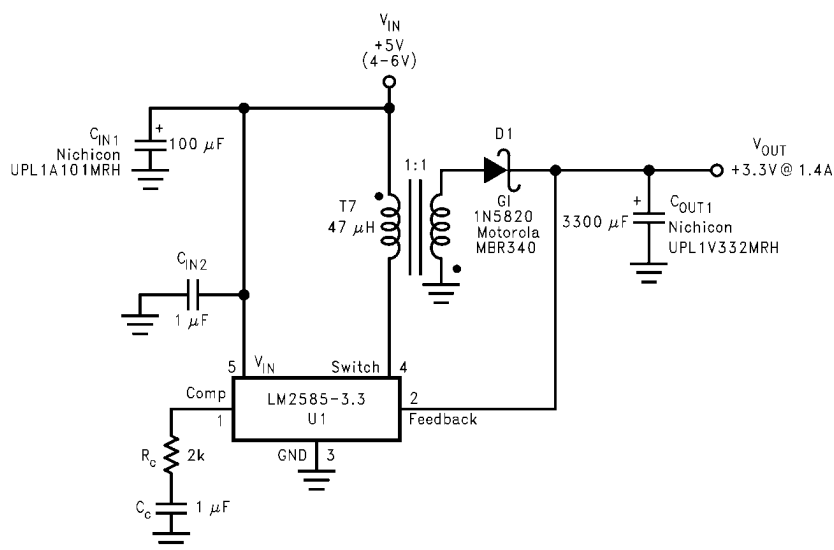 V_IN
+5V
(4–6V)
C_IN1
Nichicon
UPL1A101MRH
+
100 μF
1:1
D1
V_OUT
+3.3V @ 1.4A
T7
47 μH
GI
1N5820
Motorola
MBR340
+
3300 μF
C_OUT1
Nichicon
UPL1V332MRH
C_IN2
1 μF
5
V_IN
Switch
4
Comp
1
LM2585-3.3
U1
2
Feedback
GND
3
R_c
2k
C_c
1 μF